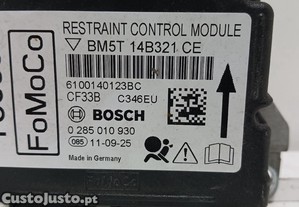 RESTRAINT CONTROL MODULE
BM5T 14B321 CE
FoMoCo
6100140123BC
CF33B C346EU
BOSCH
0 285 010 930
085 11-09-25
Made in Germany
CustoJusto.pt